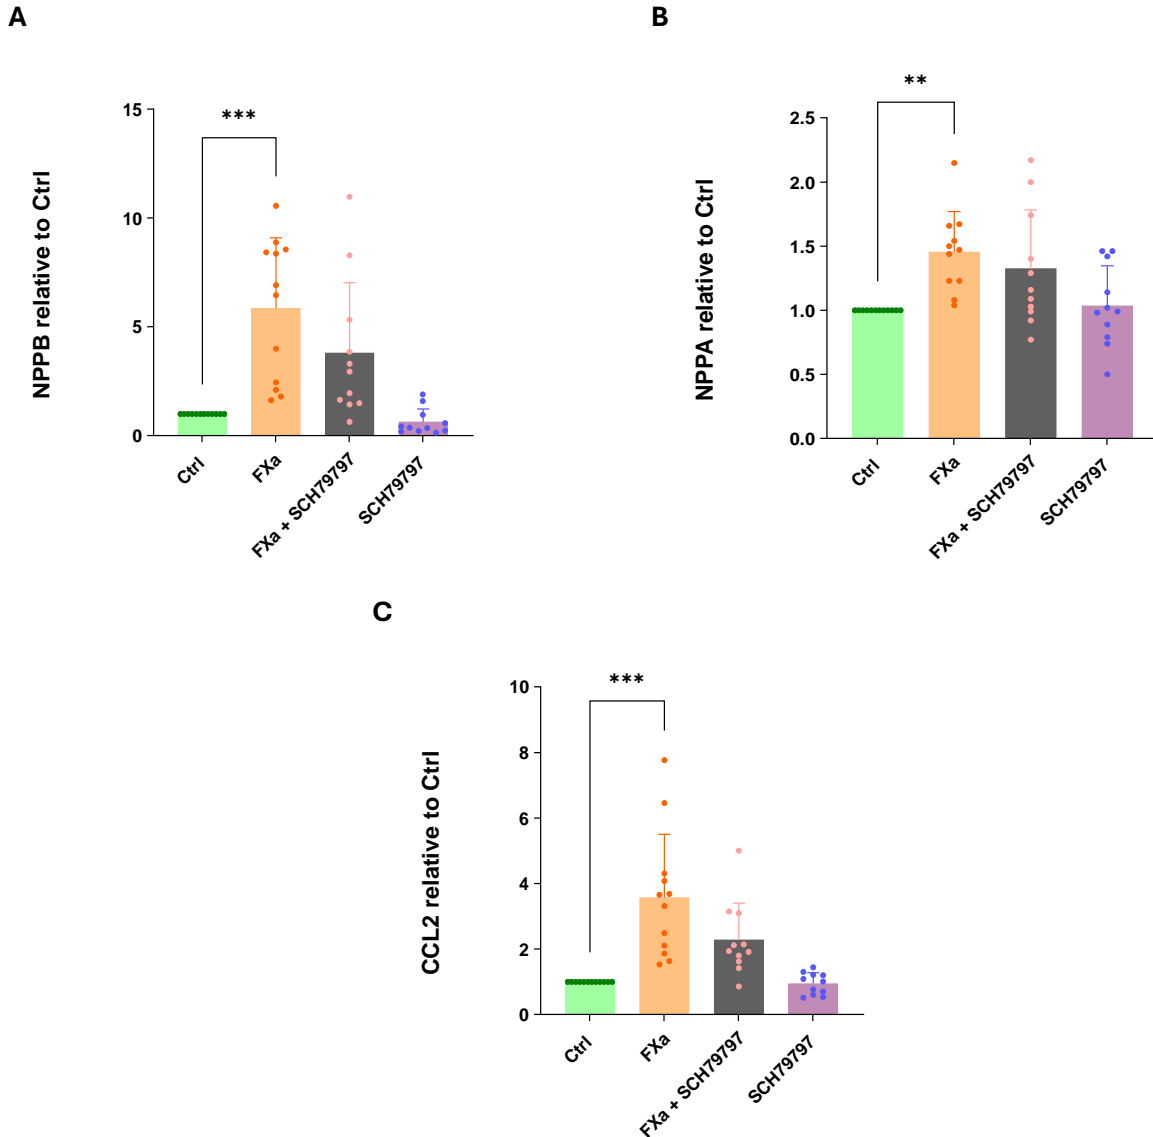 A
NPPB relative to Ctrl
15
10
5
0
***
Ctrl
FXa
FXa + SCH79797
SCH79797
B
NPPA relative to Ctrl
2.5
2.0
1.5
1.0
0.5
0.0
**
Ctrl
FXa
FXa + SCH79797
SCH79797
C
CCL2 relative to Ctrl
10
8
6
4
2
0
***
Ctrl
FXa
FXa + SCH79797
SCH79797